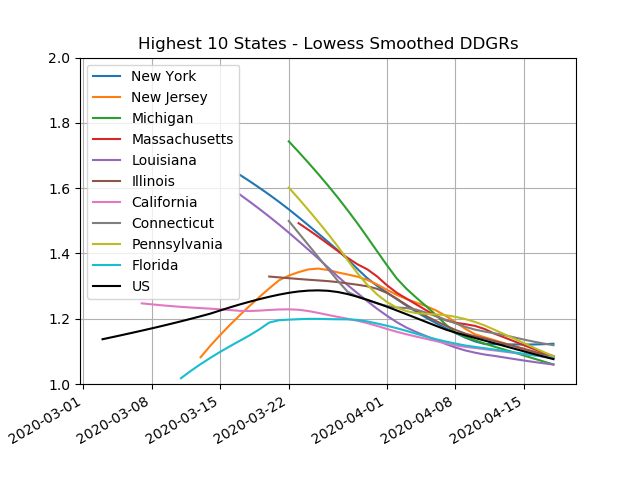 Highest 10 States - Lowess Smoothed DDGRs
2.0
1.8
1.6
1.4
1.2
1.0
New York
New Jersey
Michigan
Massachusetts
Louisiana
Illinois
California
Connecticut
Pennsylvania
Florida
US
2020-03-01
2020-03-08
2020-03-15
2020-03-22
2020-04-01
2020-04-08
2020-04-15